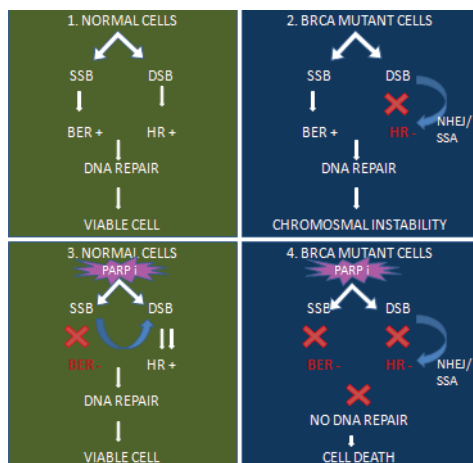 1. NORMAL CELLS
SSB DSB
BER + HR +
DNA REPAIR
VIABLE CELL
2. BRCA MUTANT CELLS
SSB DSB
BER + HR - NHEJ/
SSA
DNA REPAIR
CHROMOSMAL INSTABILITY
3. NORMAL CELLS
PARP i
SSB DSB
BER - HR +
DNA REPAIR
VIABLE CELL
4. BRCA MUTANT CELLS
PARP i
SSB DSB
BER - HR - NHEJ/
SSA
NO DNA REPAIR
CELL DEATH